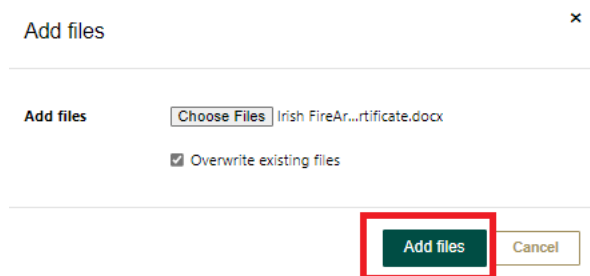 Add files
×
Add files Choose Files Irish FireAr...rtificate.docx
Overwrite existing files
Add files Cancel